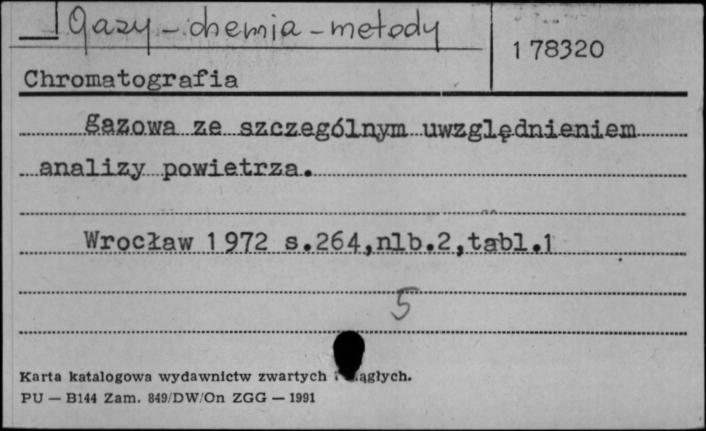 Gazy - chemia - metody
1 78320
Chromatografia
gazowa ze szczególnym uwzględnieniem
analizy powietrza.
Wrocław 1972 s.264,nlb.2,tabl.1
5
Karta katalogowa wydawnictw zwartych i
PU — B144 Zam. 849/DW/On ZGG — 1991